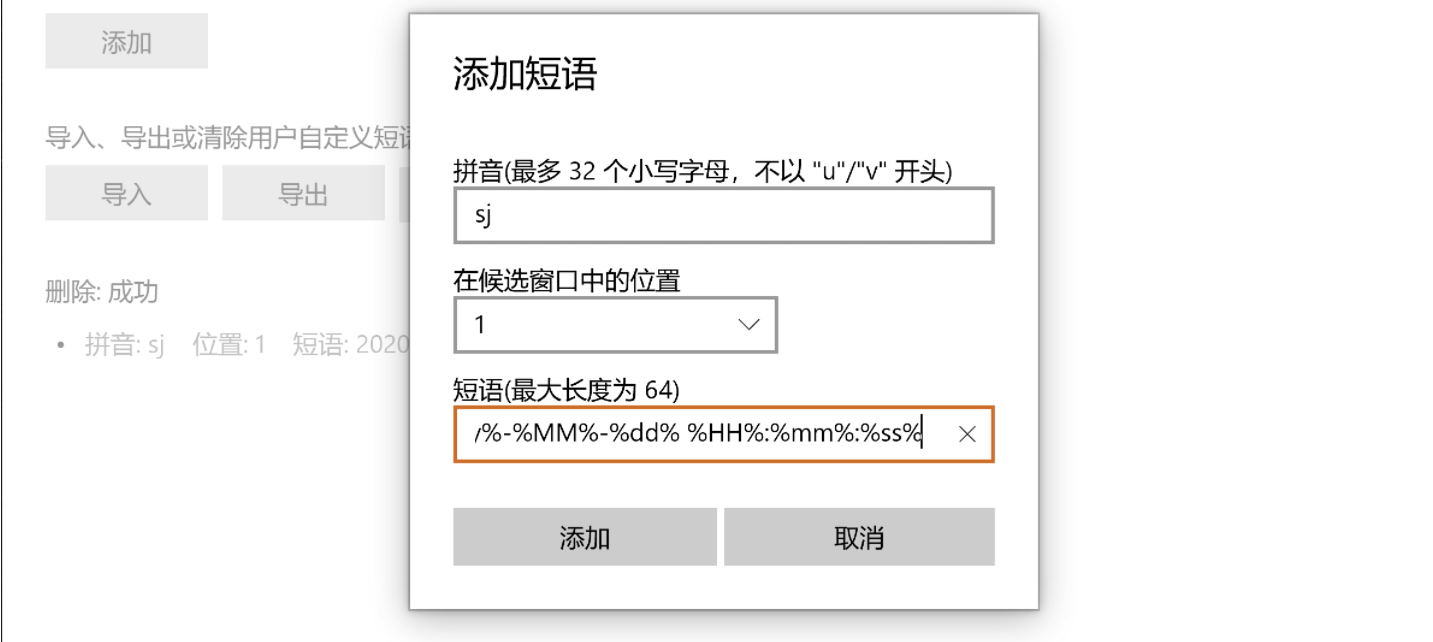 添加
导入、导出或清除用户自定义短语
导入
导出
删除: 成功
• 拼音: sj 位置: 1 短语: 2020
添加短语
拼音(最多 32 个小写字母，不以 "u"/"v" 开头)
sj
在候选窗口中的位置
1
短语(最大长度为 64)
%-%MM%-%dd% %HH%:%mm%:%ss%
添加
取消